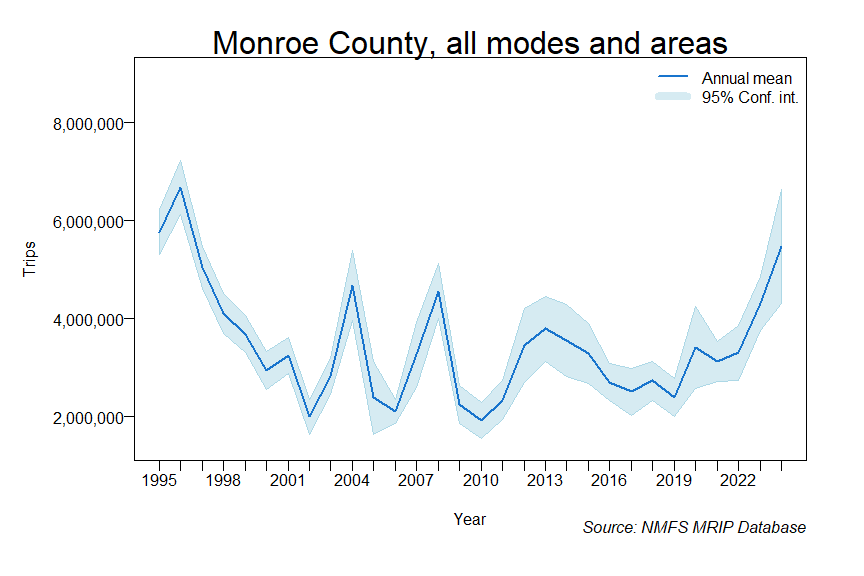 Monroe County, all modes and areas
Annual mean
95% Conf. int.
8,000,000
6,000,000
4,000,000
2,000,000
Trips
1995 1998 2001 2004 2007 2010 2013 2016 2019 2022
Year
Source: NMFS MRIP Database